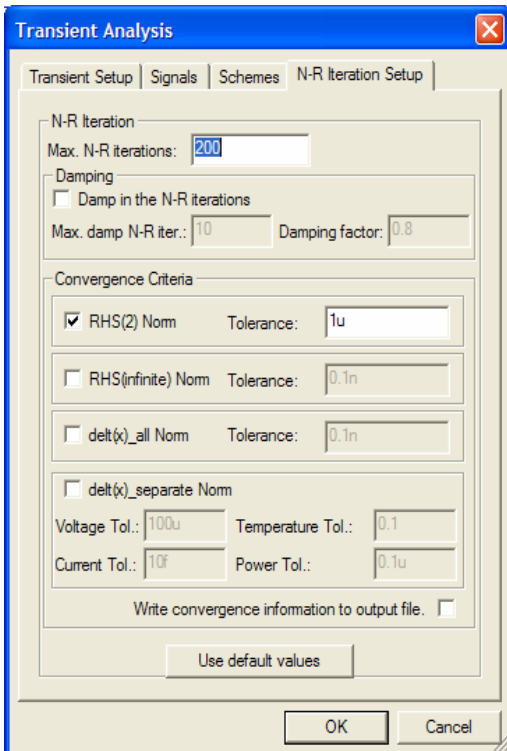 Transient Analysis
Transient Setup Signals Schemes N-R Iteration Setup
N-R Iteration
Max. N-R iterations: 200
Damping
Damp in the N-R iterations
Max. damp N-R iter.: 10 Damping factor: 0.8
Convergence Criteria
RHS(2) Norm Tolerance: 1u
RHS(infinite) Norm Tolerance: 0.1n
delt(x)_all Norm Tolerance: 0.1n
delt(x)_separate Norm
Voltage Tol.: 100u Temperature Tol.: 0.1
Current Tol.: 10f Power Tol.: 0.1u
Write convergence information to output file.
Use default values
OK Cancel